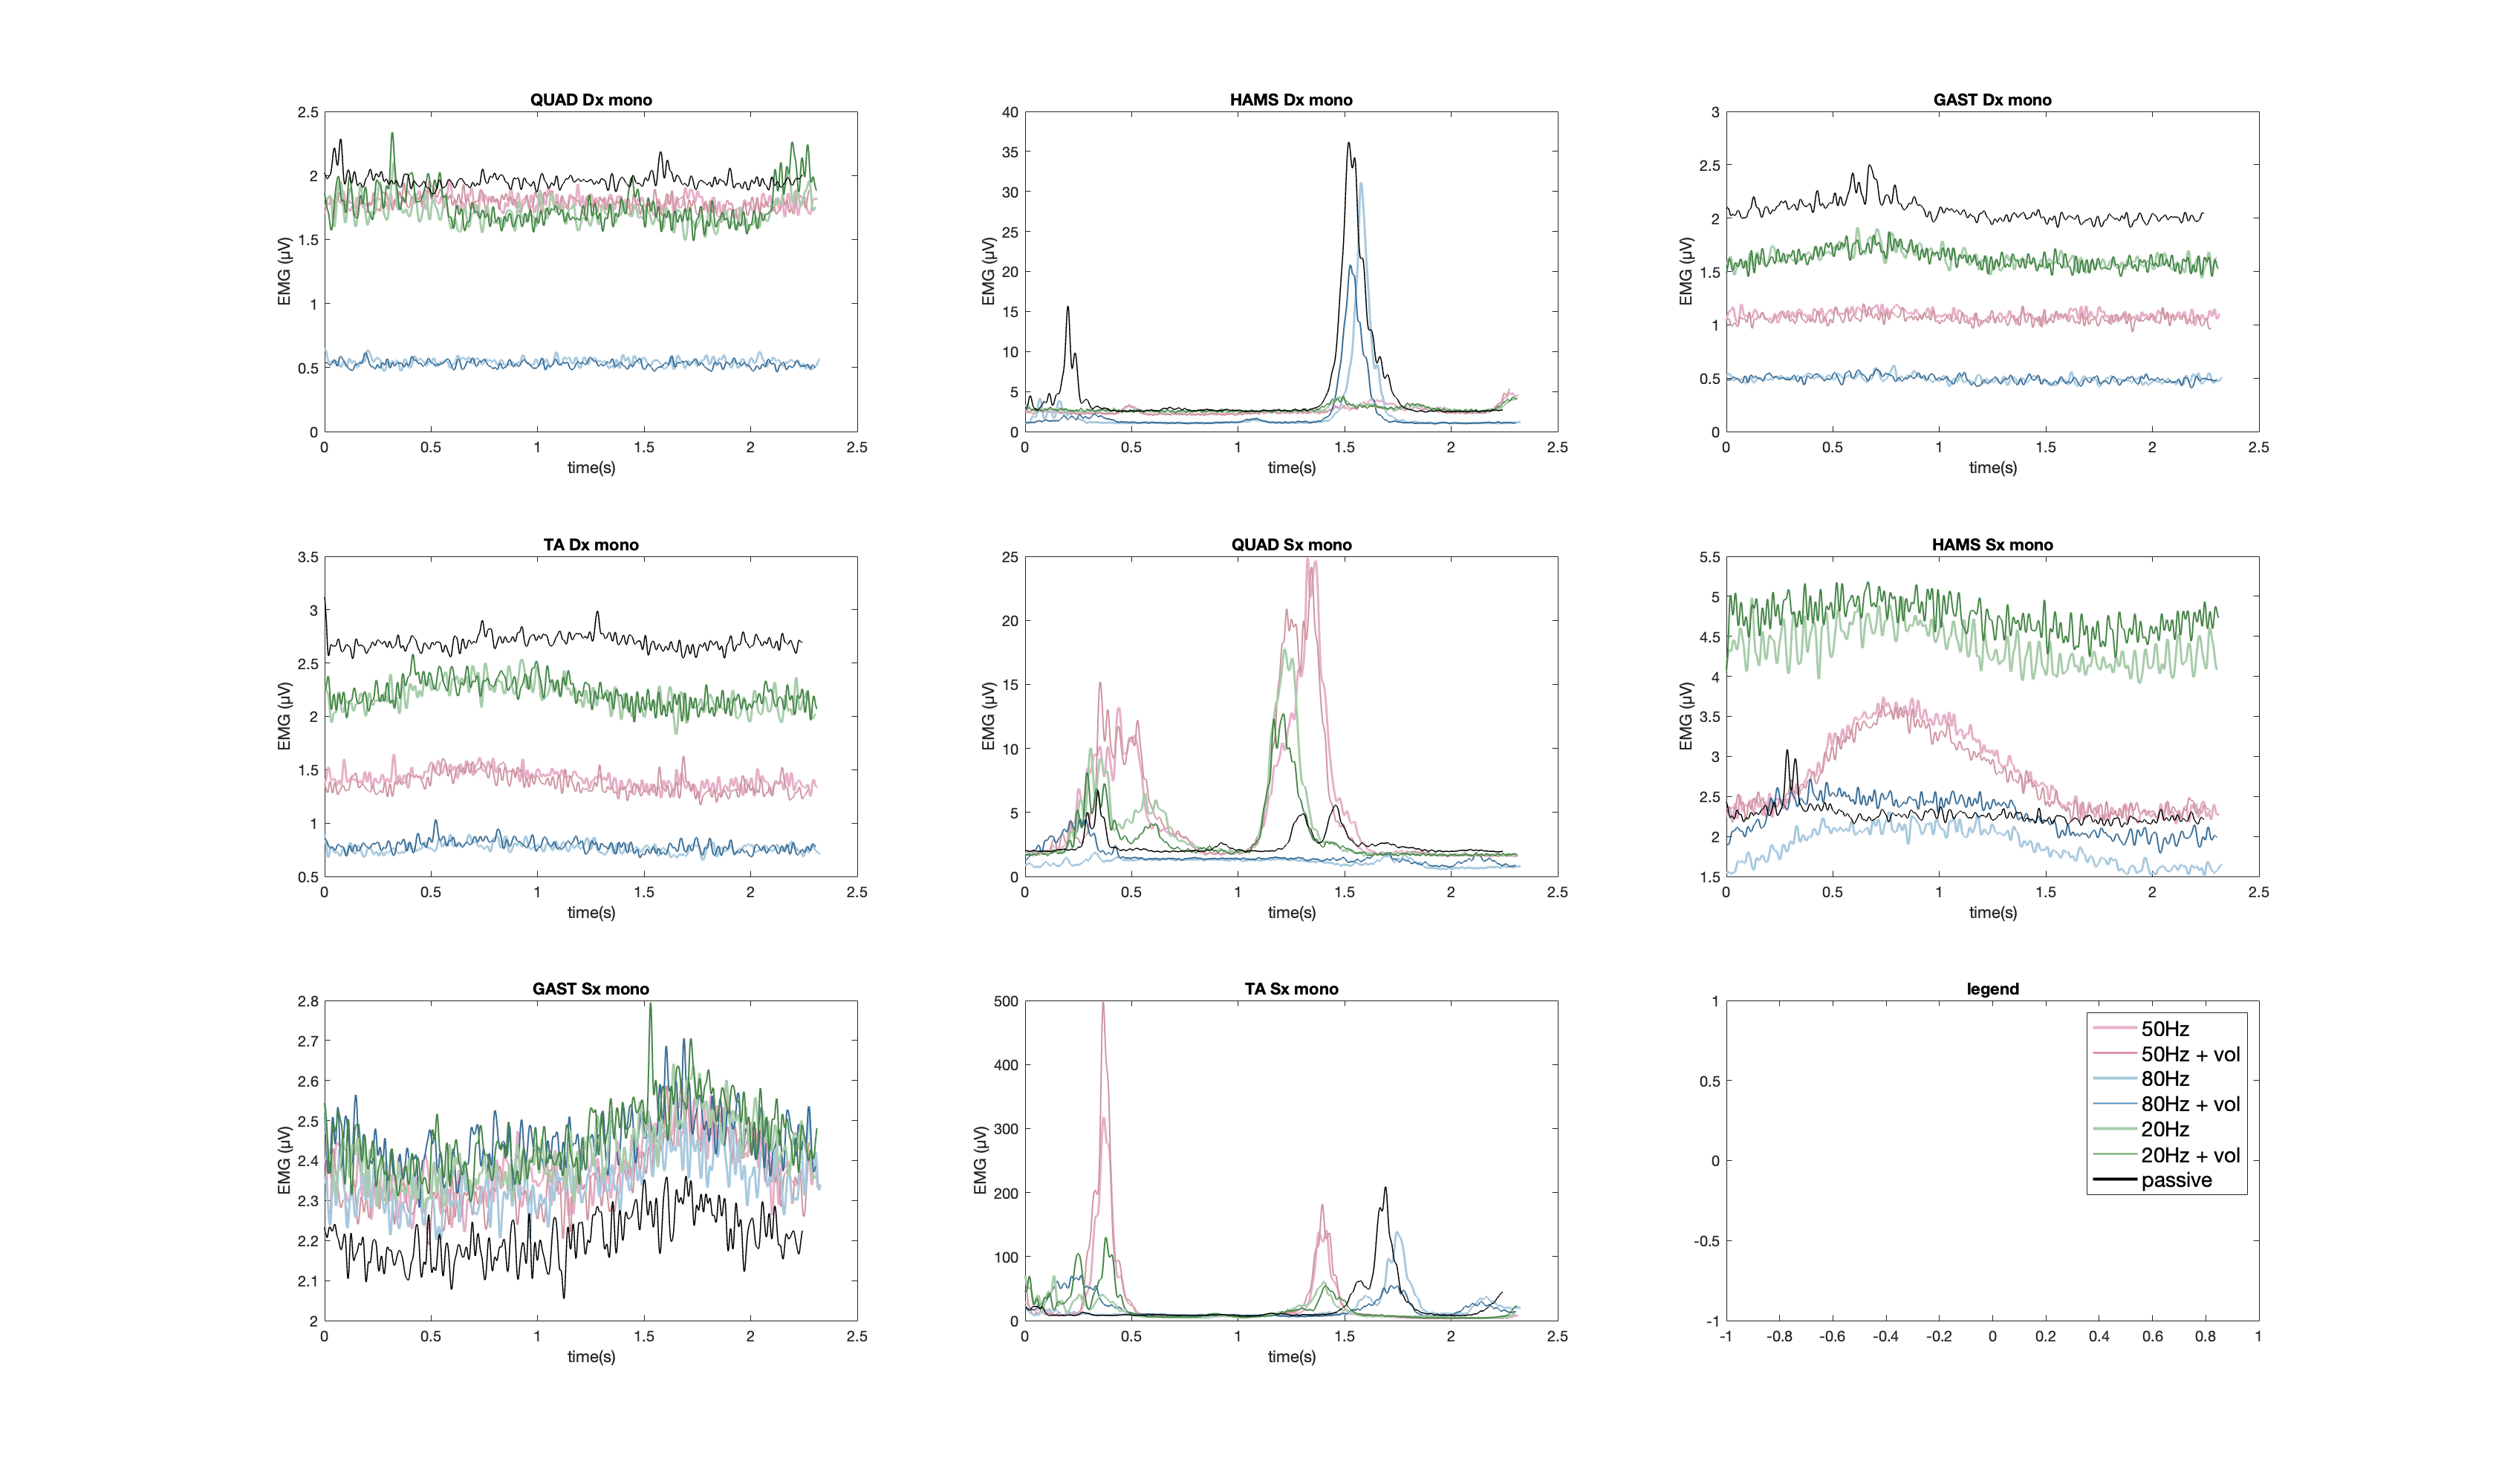 QUAD Dx mono
2.5
2
1.5
1
0.5
0
EMG (µV)
0 0.5 1 1.5 2 2.5
time(s)
HAMS Dx mono
40
35
30
25
20
15
10
5
0
EMG (µV)
0 0.5 1 1.5 2 2.5
time(s)
GAST Dx mono
3
2.5
2
1.5
1
0.5
0
EMG (µV)
0 0.5 1 1.5 2 2.5
time(s)
TA Dx mono
3.5
3
2.5
2
1.5
1
0.5
EMG (µV)
0 0.5 1 1.5 2 2.5
time(s)
QUAD Sx mono
25
20
15
10
5
0
EMG (µV)
0 0.5 1 1.5 2 2.5
time(s)
HAMS Sx mono
5.5
5
4.5
4
3.5
3
2.5
2
1.5
EMG (µV)
0 0.5 1 1.5 2 2.5
time(s)
GAST Sx mono
2.8
2.7
2.6
2.5
2.4
2.3
2.2
2.1
2
EMG (µV)
0 0.5 1 1.5 2 2.5
time(s)
TA Sx mono
500
400
300
200
100
0
EMG (µV)
0 0.5 1 1.5 2 2.5
time(s)
legend
1
0.5
0
-0.5
-1
-1 -0.8 -0.6 -0.4 -0.2 0 0.2 0.4 0.6 0.8 1
50Hz
50Hz + vol
80Hz
80Hz + vol
20Hz
20Hz + vol
passive